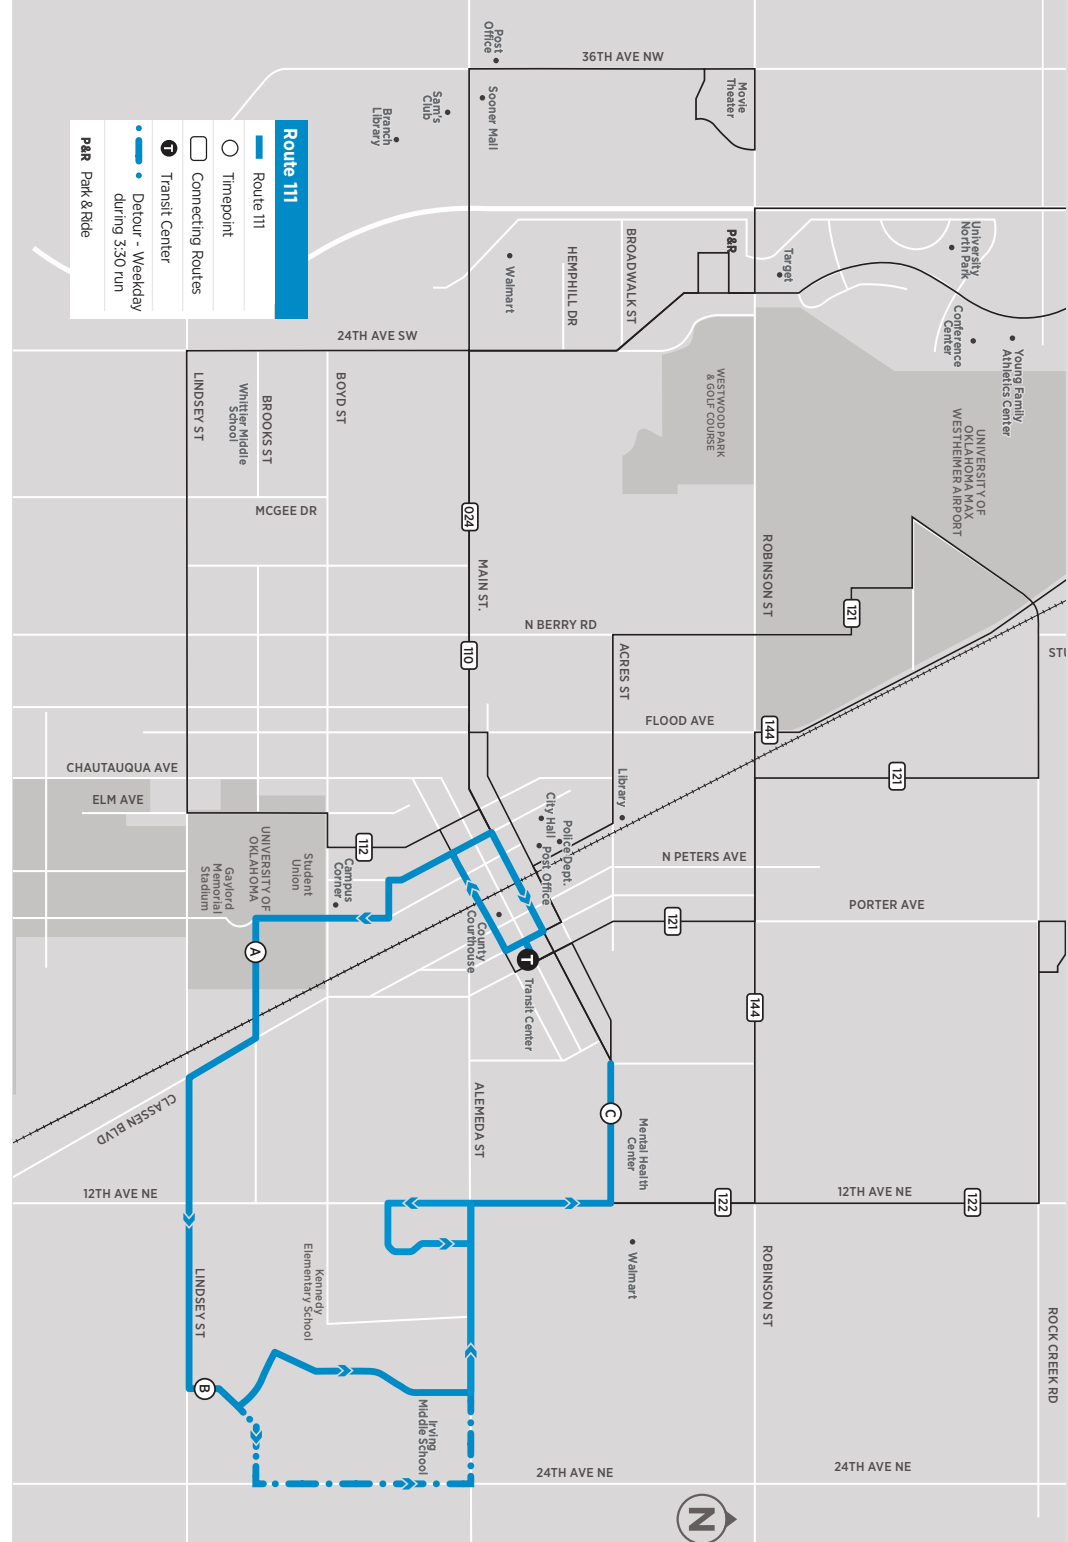 Route 111
Route 111
Timepoint
Connecting Routes
T
Transit Center
Detour - Weekday
during 3:30 run
P&R Park & Ride
36TH AVE NW
Post
Office
Sooner Mall
Sam's
Club
Branch
Library
Movie
Theater
P&R
Target
University
North Park
Conference
Center
Young Family
Athletics Center
UNIVERSITY OF
OKLAHOMA MAX
WESTHEIMER AIRPORT
BROADWALK ST
HEMPHILL DR
Walmart
24TH AVE SW
WESTWOOD PARK
& GOLF COURSE
LINDSEY ST
Whittier Middle
School
BROOKS ST
BOYD ST
MCGEE DR
024
MAIN ST.
110
ROBINSON ST
N BERRY RD
ACRES ST
121
STU
FLOOD AVE
144
121
CHAUTAUQUA AVE
ELM AVE
Library
City Hall
Police Dept.
Post Office
N PETERS AVE
112
Campus
Corner
Student
Union
UNIVERSITY OF
OKLAHOMA
Gaylord
Memorial
Stadium
County
Courthouse
PORTER AVE
121
A
T
Transit Center
144
CLASSEN BLVD
ALEMEDA ST
C
Mental Health
Center
12TH AVE NE
122
12TH AVE NE
122
Walmart
ROBINSON ST
LINDSEY ST
Kennedy
Elementary School
ROCK CREEK RD
B
Irving
Middle School
24TH AVE NE
24TH AVE NE
N